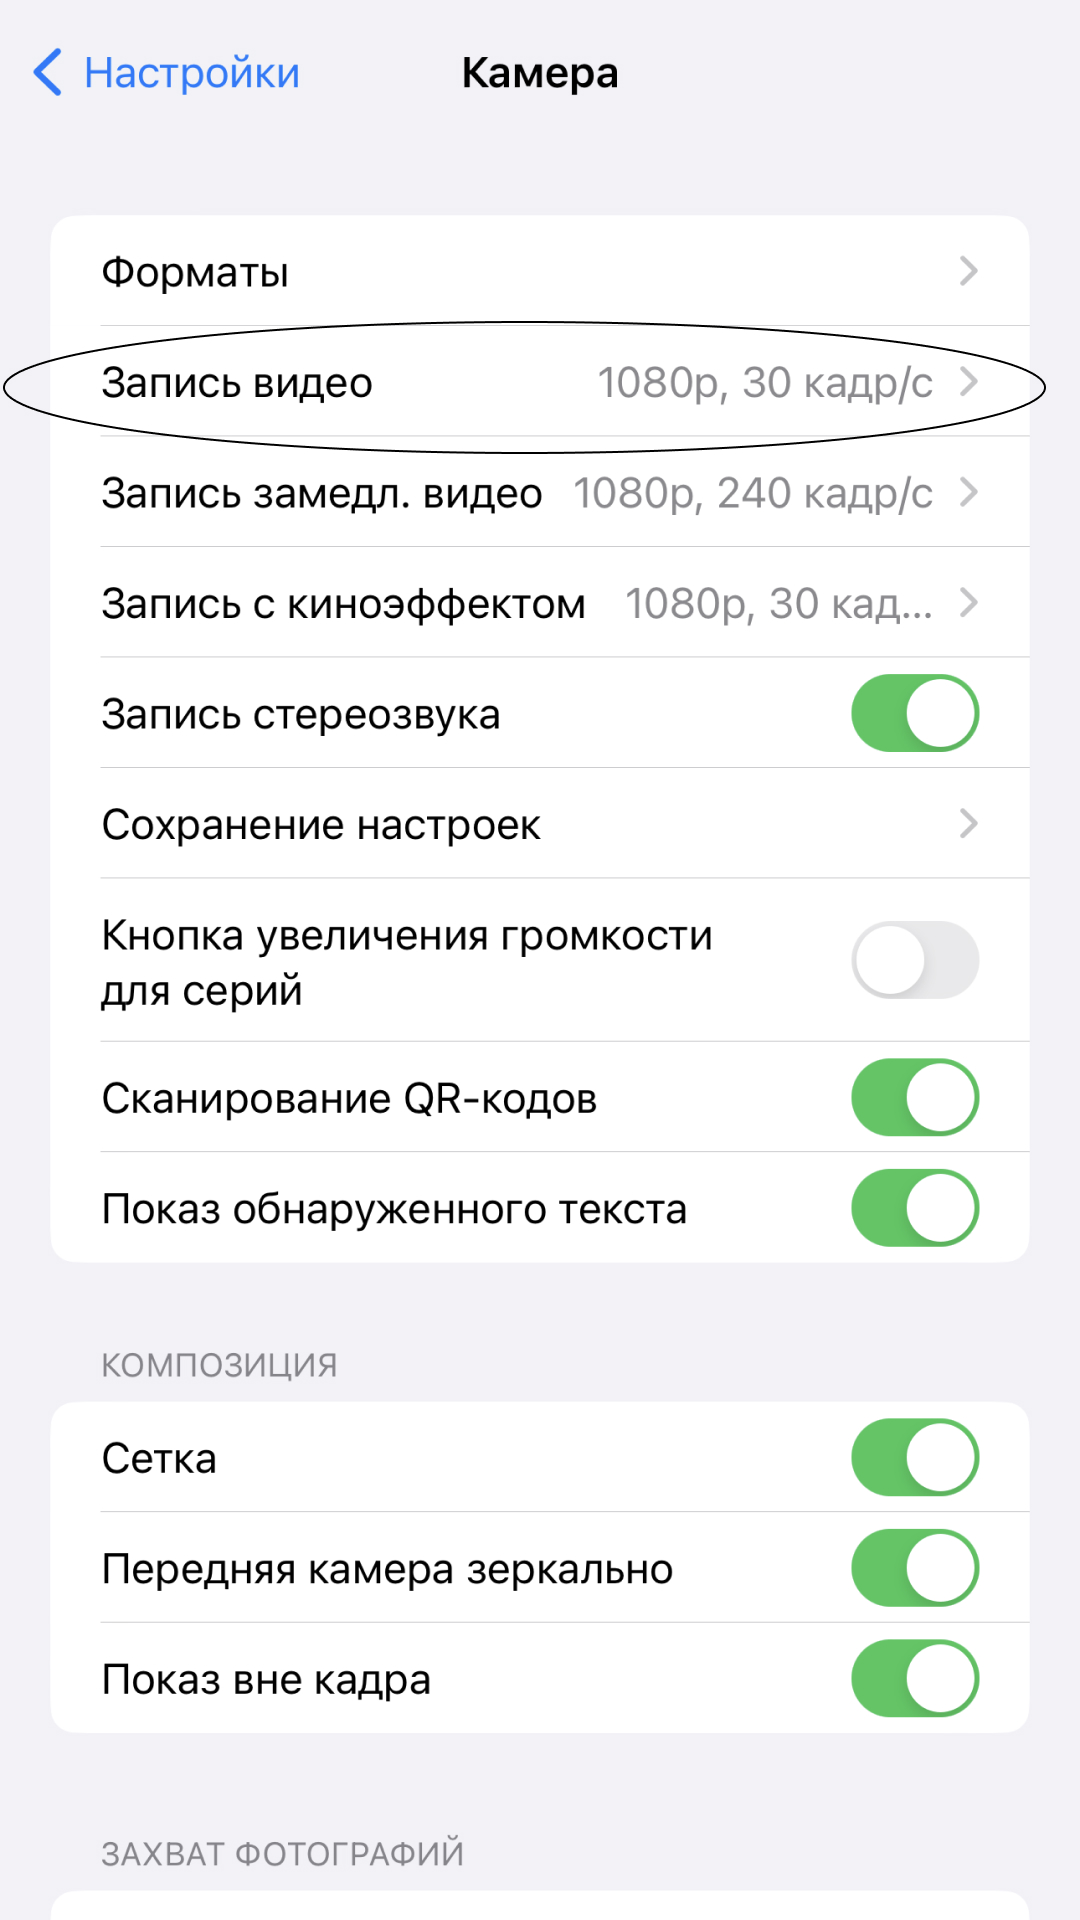 Настройки Камера
Форматы
Запись видео 1080p, 30 кадр/с
Запись замедл. видео 1080p, 240 кадр/с
Запись с киноэффектом 1080p, 30 кад...
Запись стереозвука
Сохранение настроек
Кнопка увеличения громкости
для серий
Сканирование QR-кодов
Показ обнаруженного текста
КОМПОЗИЦИЯ
Сетка
Передняя камера зеркально
Показ вне кадра
ЗАХВАТ ФОТОГРАФИЙ